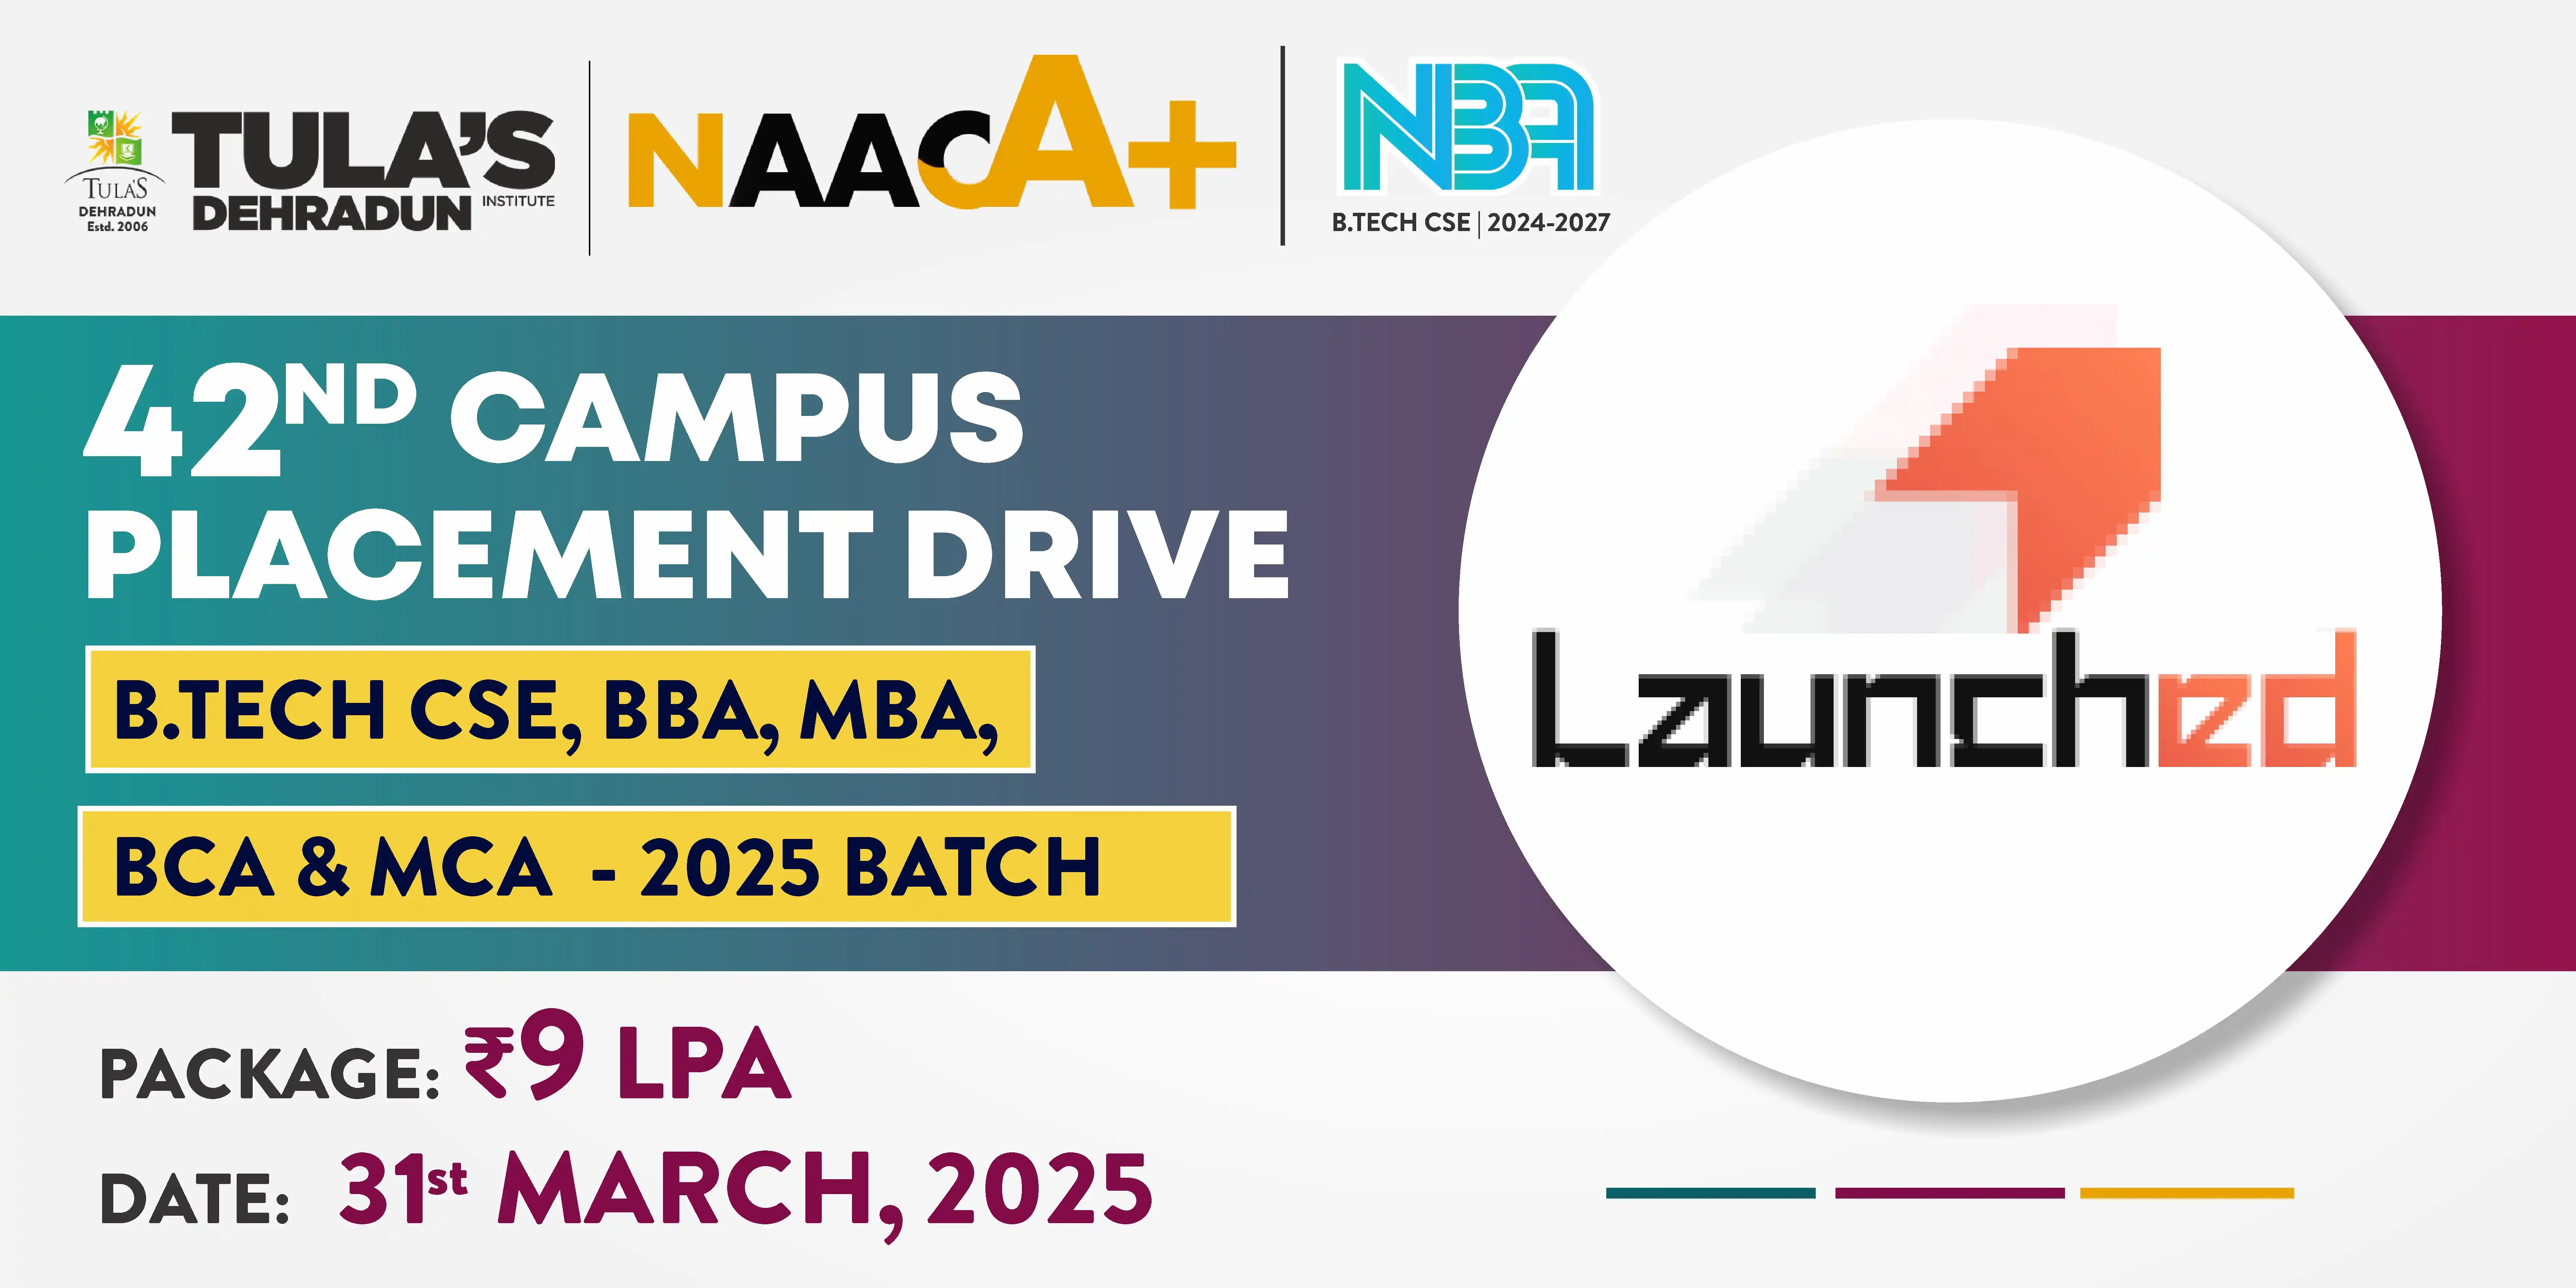 TULA'S
DEHRADUN
Estd. 2006
TULA'S
DEHRADUN INSTITUTE
NAAC A+
NBA
B.TECH CSE | 2024-2027
42ND CAMPUS
PLACEMENT DRIVE
B.TECH CSE, BBA, MBA,
BCA & MCA - 2025 BATCH
Launched
PACKAGE: ₹9 LPA
DATE: 31st MARCH, 2025